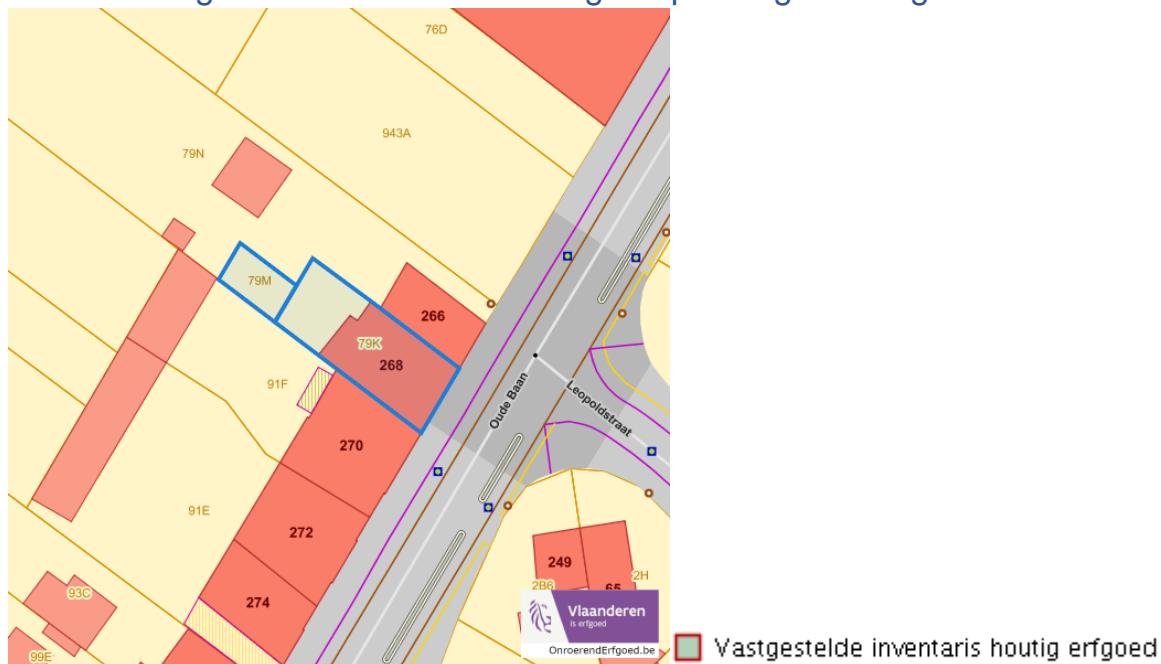 76D
943A
79N
79M
266
79K
268
91F
Oude Baan
Leopoldstraat
270
91E
272
249
2H
2B6
65
93C
274
99E
Vlaanderen
is erfgoed
OnroerendErfgoed.be
Vastgestelde inventaris houtig erfgoed